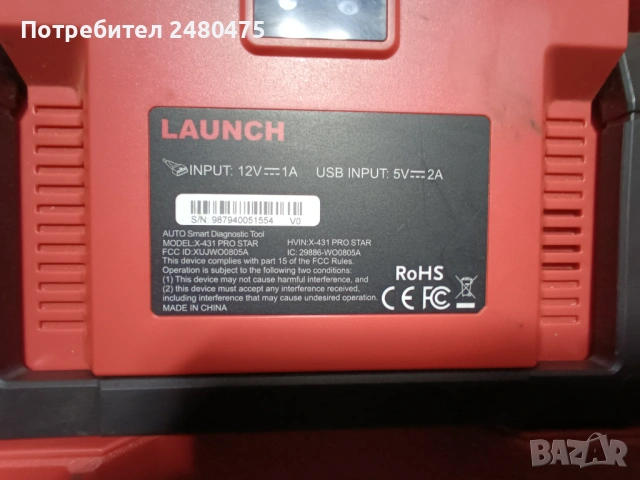 Потребител 2480475
LAUNCH
INPUT: 12V⎓1A USB INPUT: 5V⎓2A
S/N: 987940051554 V0
AUTO Smart Diagnostic Tool
MODEL:X-431 PRO STAR HVIN:X-431 PRO STAR
FCC ID:XUJWO0805A IC: 29886-WO0805A
This device complies with part 15 of the FCC Rules.
Operation is subject to the following two conditions:
(1) This device may not cause harmful interference, and
(2) this device must accept any interference received,
including interference that may cause undesired operation.
MADE IN CHINA
RoHS
CE FC
BAZAR